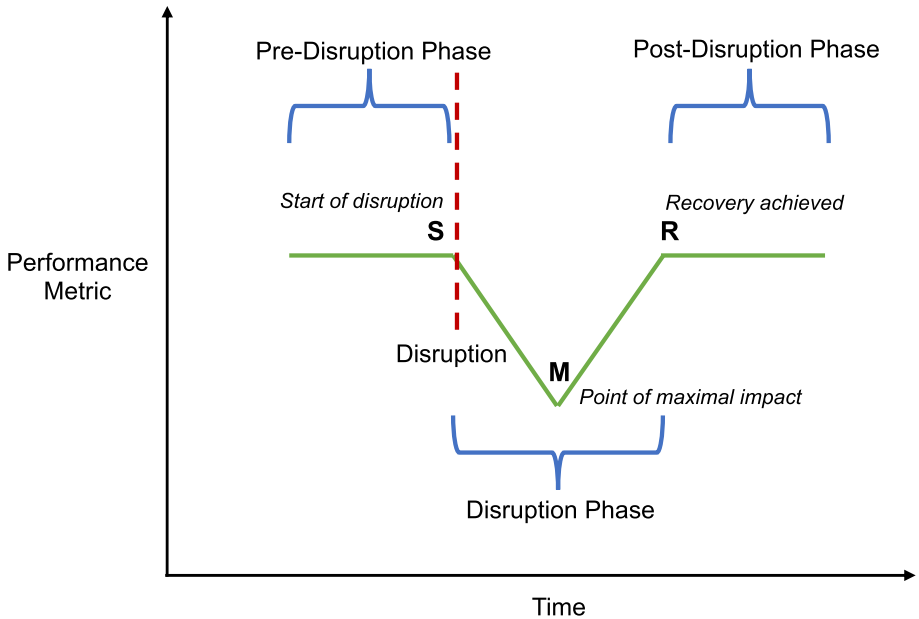 Pre-Disruption Phase
Post-Disruption Phase
Start of disruption
Recovery achieved
S
R
Performance
Metric
Disruption
M
Point of maximal impact
Disruption Phase
Time